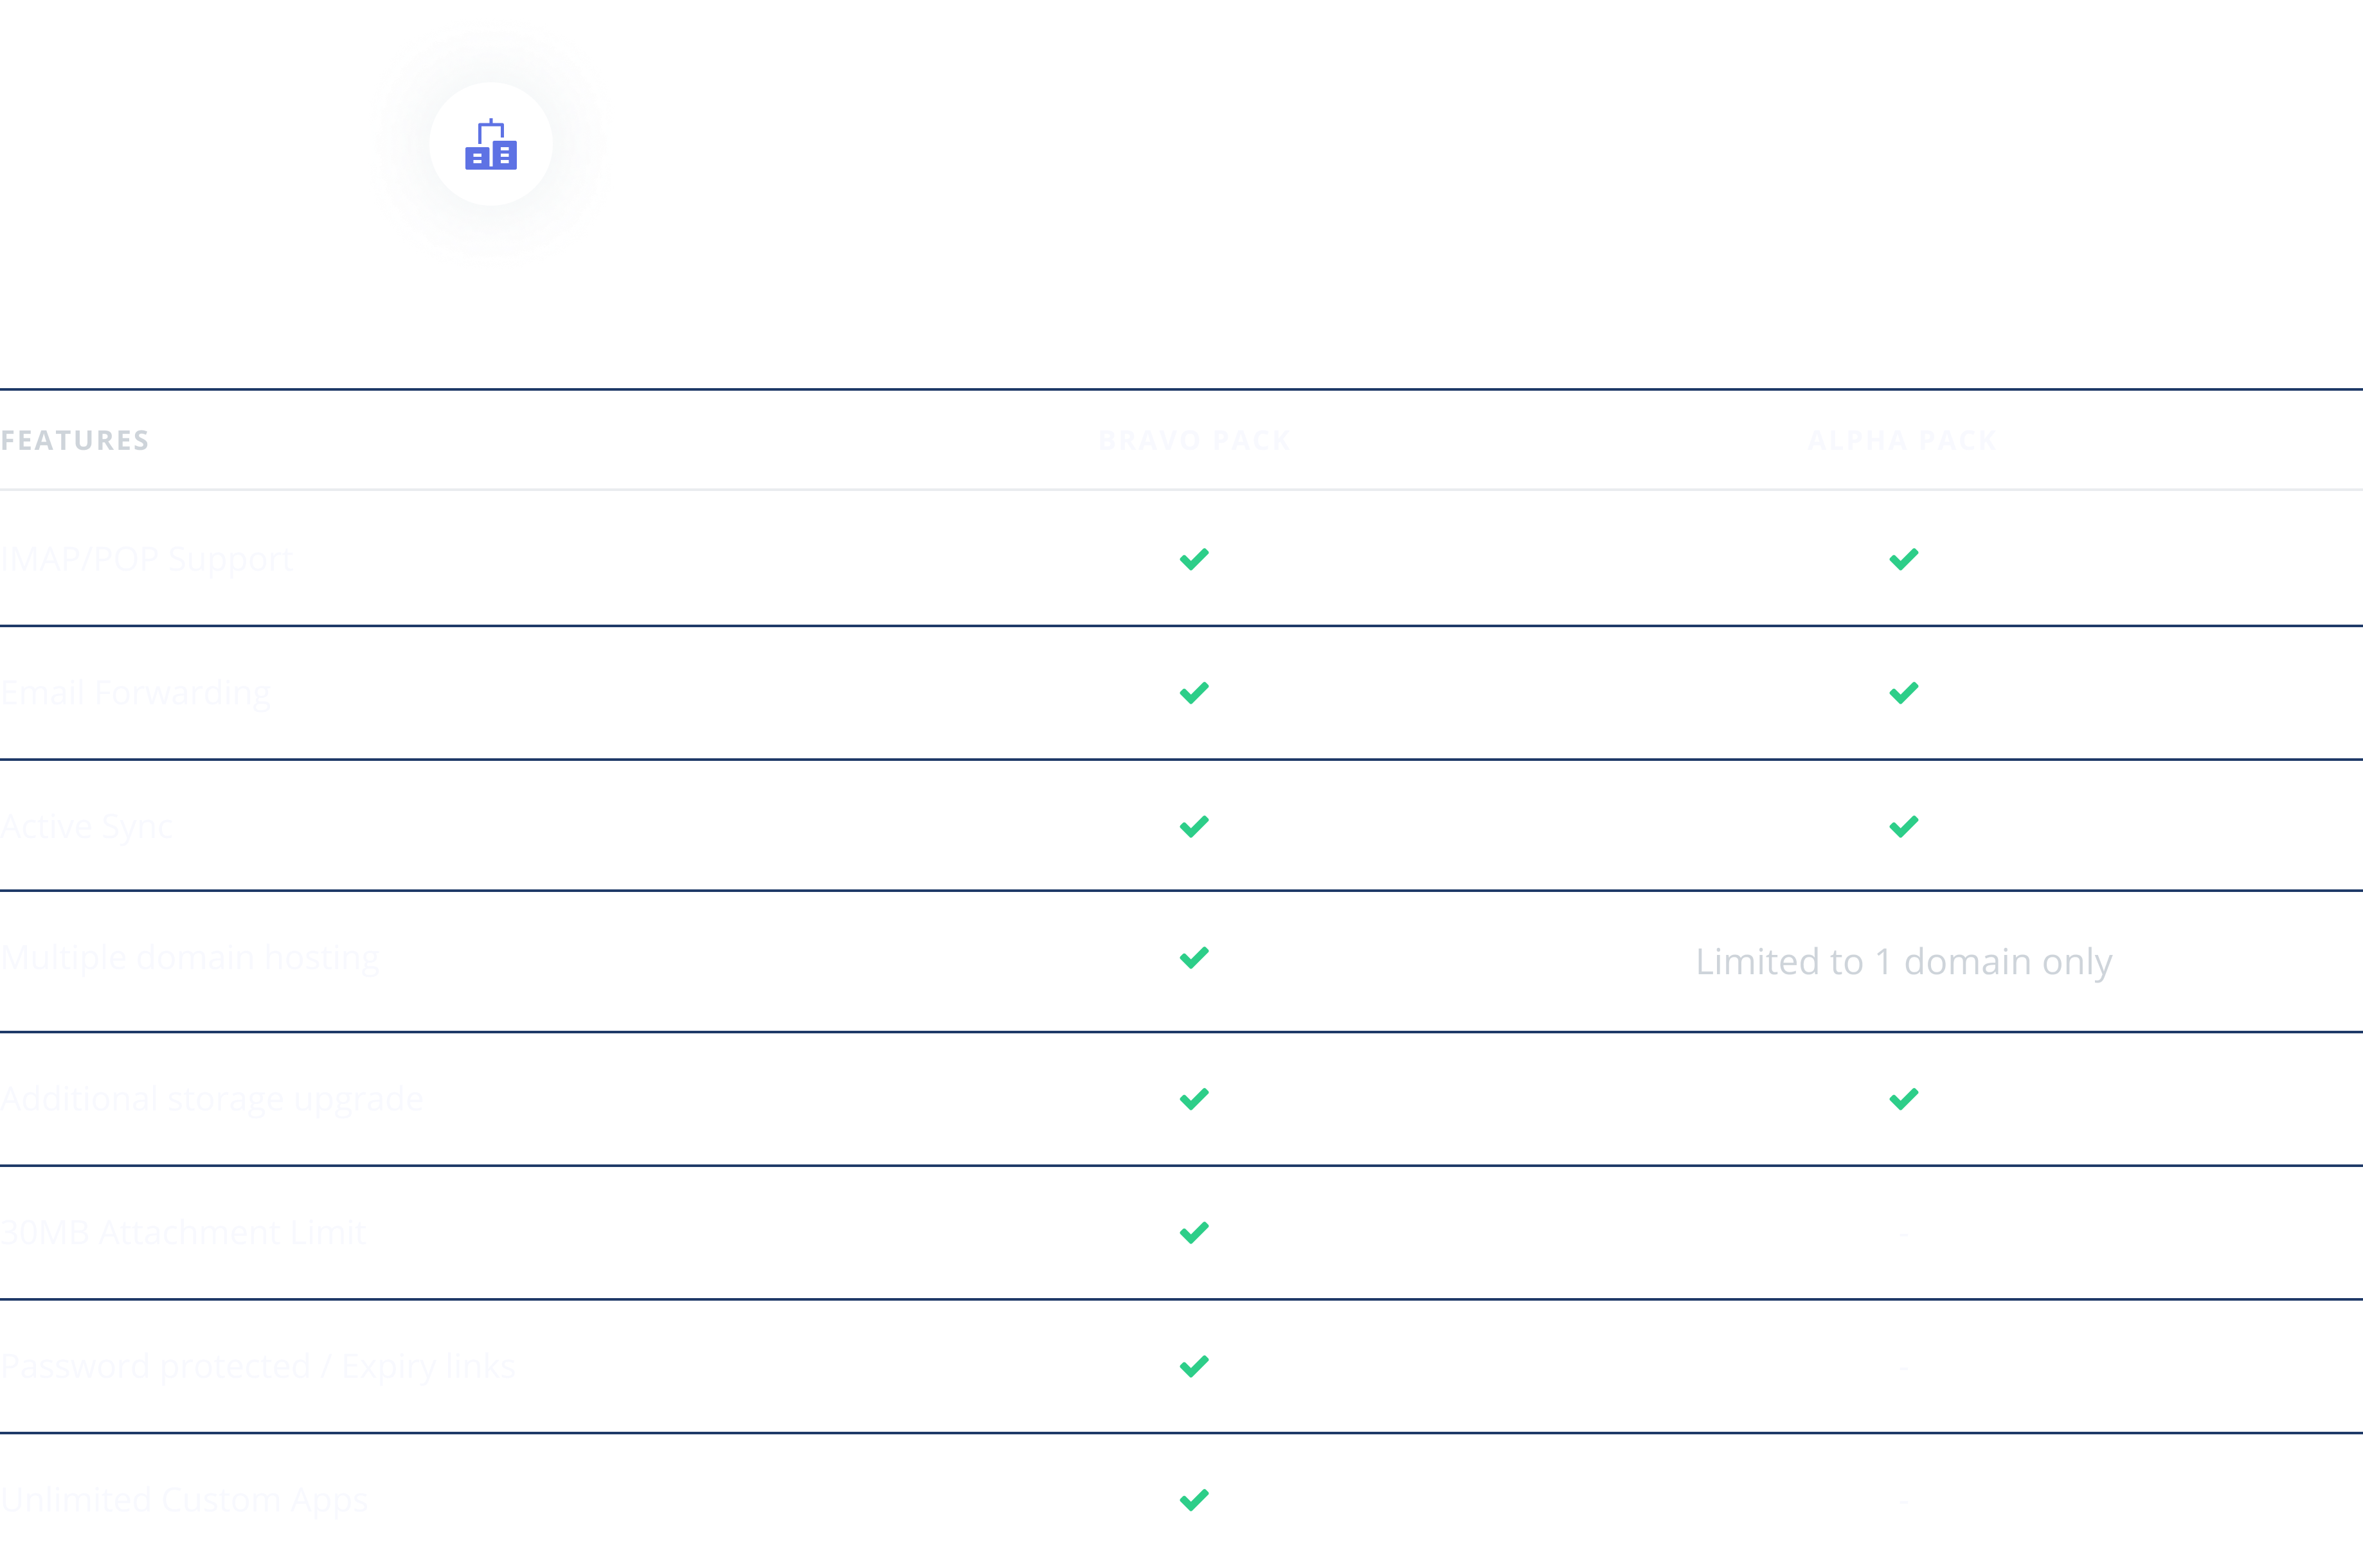 FEATURES BRAVO PACK ALPHA PACK
IMAP/POP Support
Email Forwarding
Active Sync
Multiple domain hosting Limited to 1 domain only
Additional storage upgrade
30MB Attachment Limit -
Password protected / Expiry links -
Unlimited Custom Apps